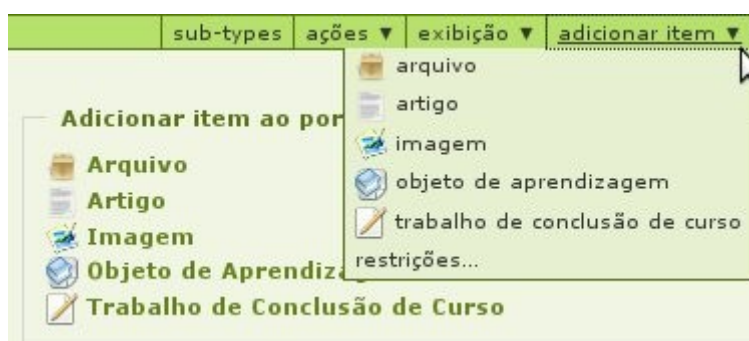 sub-types ações ▼ exibição ▼ adicionar item ▼
arquivo
artigo
imagem
objeto de aprendizagem
trabalho de conclusão de curso
restrições...
Adicionar item ao por
Arquivo
Artigo
Imagem
Objeto de Aprendiza
Trabalho de Conclusão de Curso